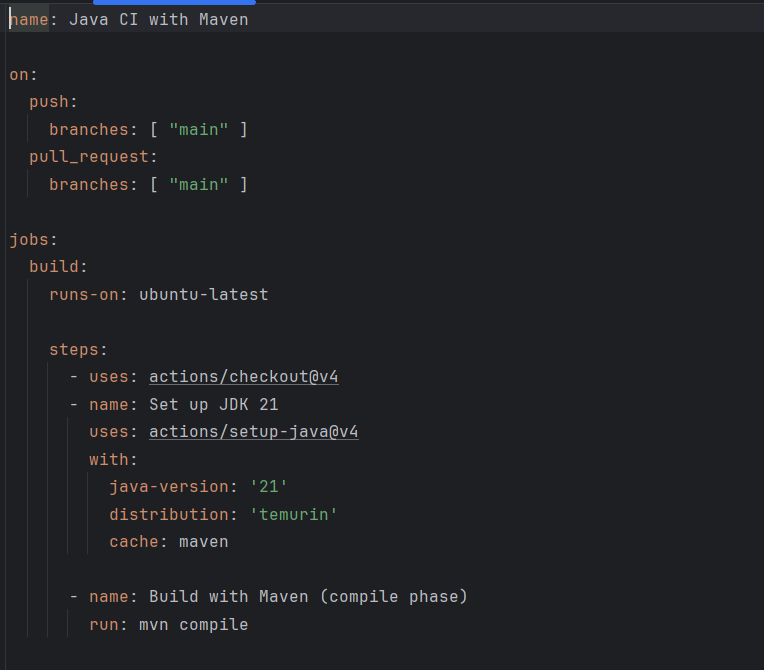 name: Java CI with Maven
on:
push:
branches: [ "main" ]
pull_request:
branches: [ "main" ]
jobs:
build:
runs-on: ubuntu-latest
steps:
- uses: actions/checkout@v4
- name: Set up JDK 21
uses: actions/setup-java@v4
with:
java-version: '21'
distribution: 'temurin'
cache: maven
- name: Build with Maven (compile phase)
run: mvn compile